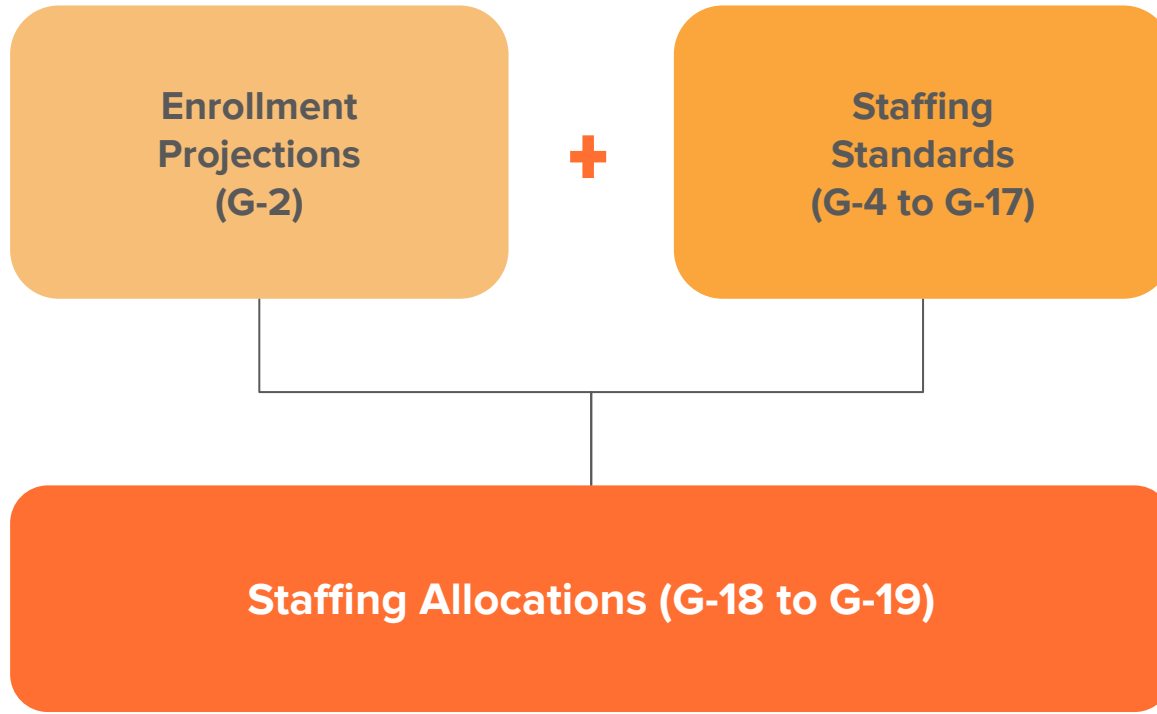 Enrollment
Projections
(G-2)
+
Staffing
Standards
(G-4 to G-17)
Staffing Allocations (G-18 to G-19)